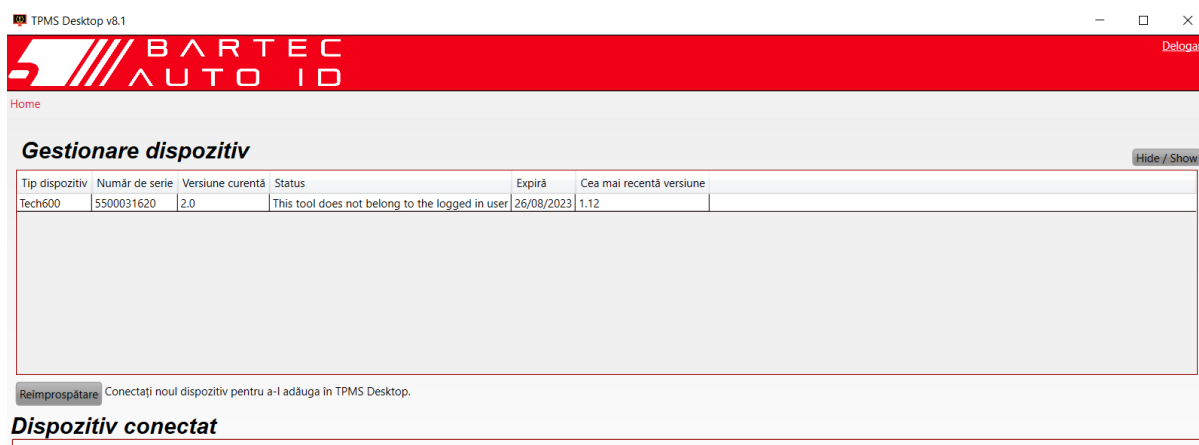 TPMS Desktop v8.1
BARTEC
AUTO ID
Home
Gestionare dispozitiv
Hide / Show
Tip dispozitiv Număr de serie Versiune curentă Status Expiră Cea mai recentă versiune
Tech600 5500031620 2.0 This tool does not belong to the logged in user 26/08/2023 1.12
Reîmprospătare Conectați noul dispozitiv pentru a-l adăuga în TPMS Desktop.
Dispozitiv conectat